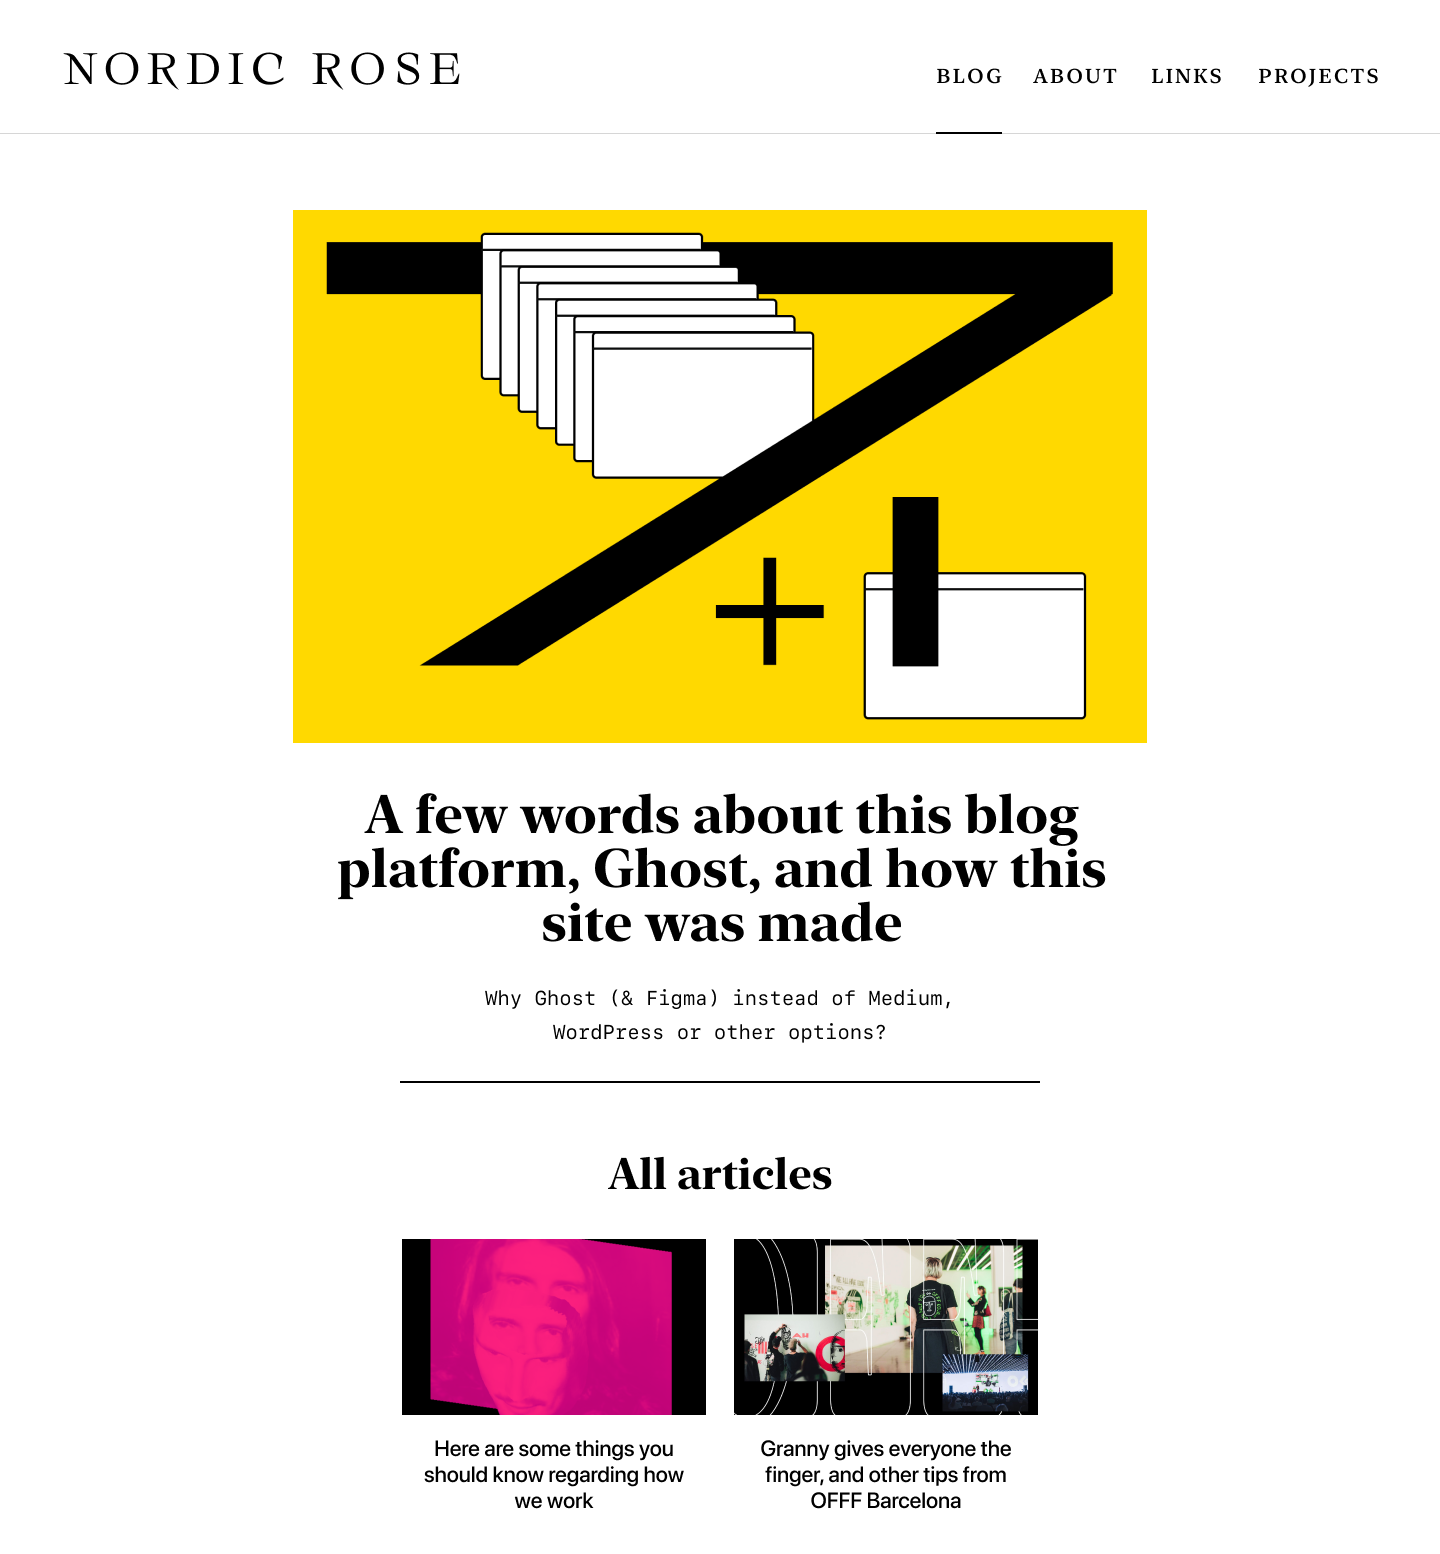 NORDIC ROSE
BLOG ABOUT LINKS PROJECTS
A few words about this blog
platform, Ghost, and how this
site was made
Why Ghost (& Figma) instead of Medium,
WordPress or other options?
All articles
Here are some things you
should know regarding how
we work
Granny gives everyone the
finger, and other tips from
OFFF Barcelona